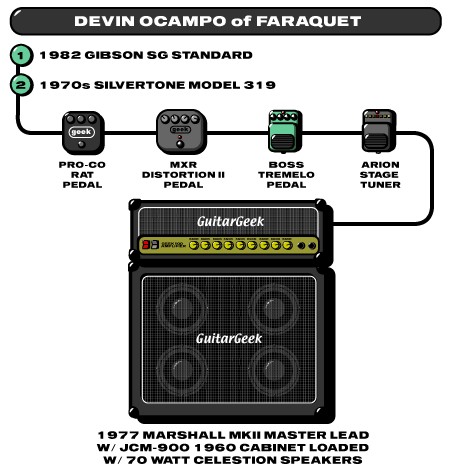 DEVIN OCAMPO of FARAQUET
1 1982 GIBSON SG STANDARD
2 1970s SILVERTONE MODEL 319
geek
geek
PRO-CO
RAT
PEDAL
MXR
DISTORTION II
PEDAL
BOSS
TREMELO
PEDAL
ARION
STAGE
TUNER
GuitarGeek
GuitarGeek
1977 MARSHALL MKII MASTER LEAD
W/ JCM-900 1960 CABINET LOADED
W/ 70 WATT CELESTION SPEAKERS